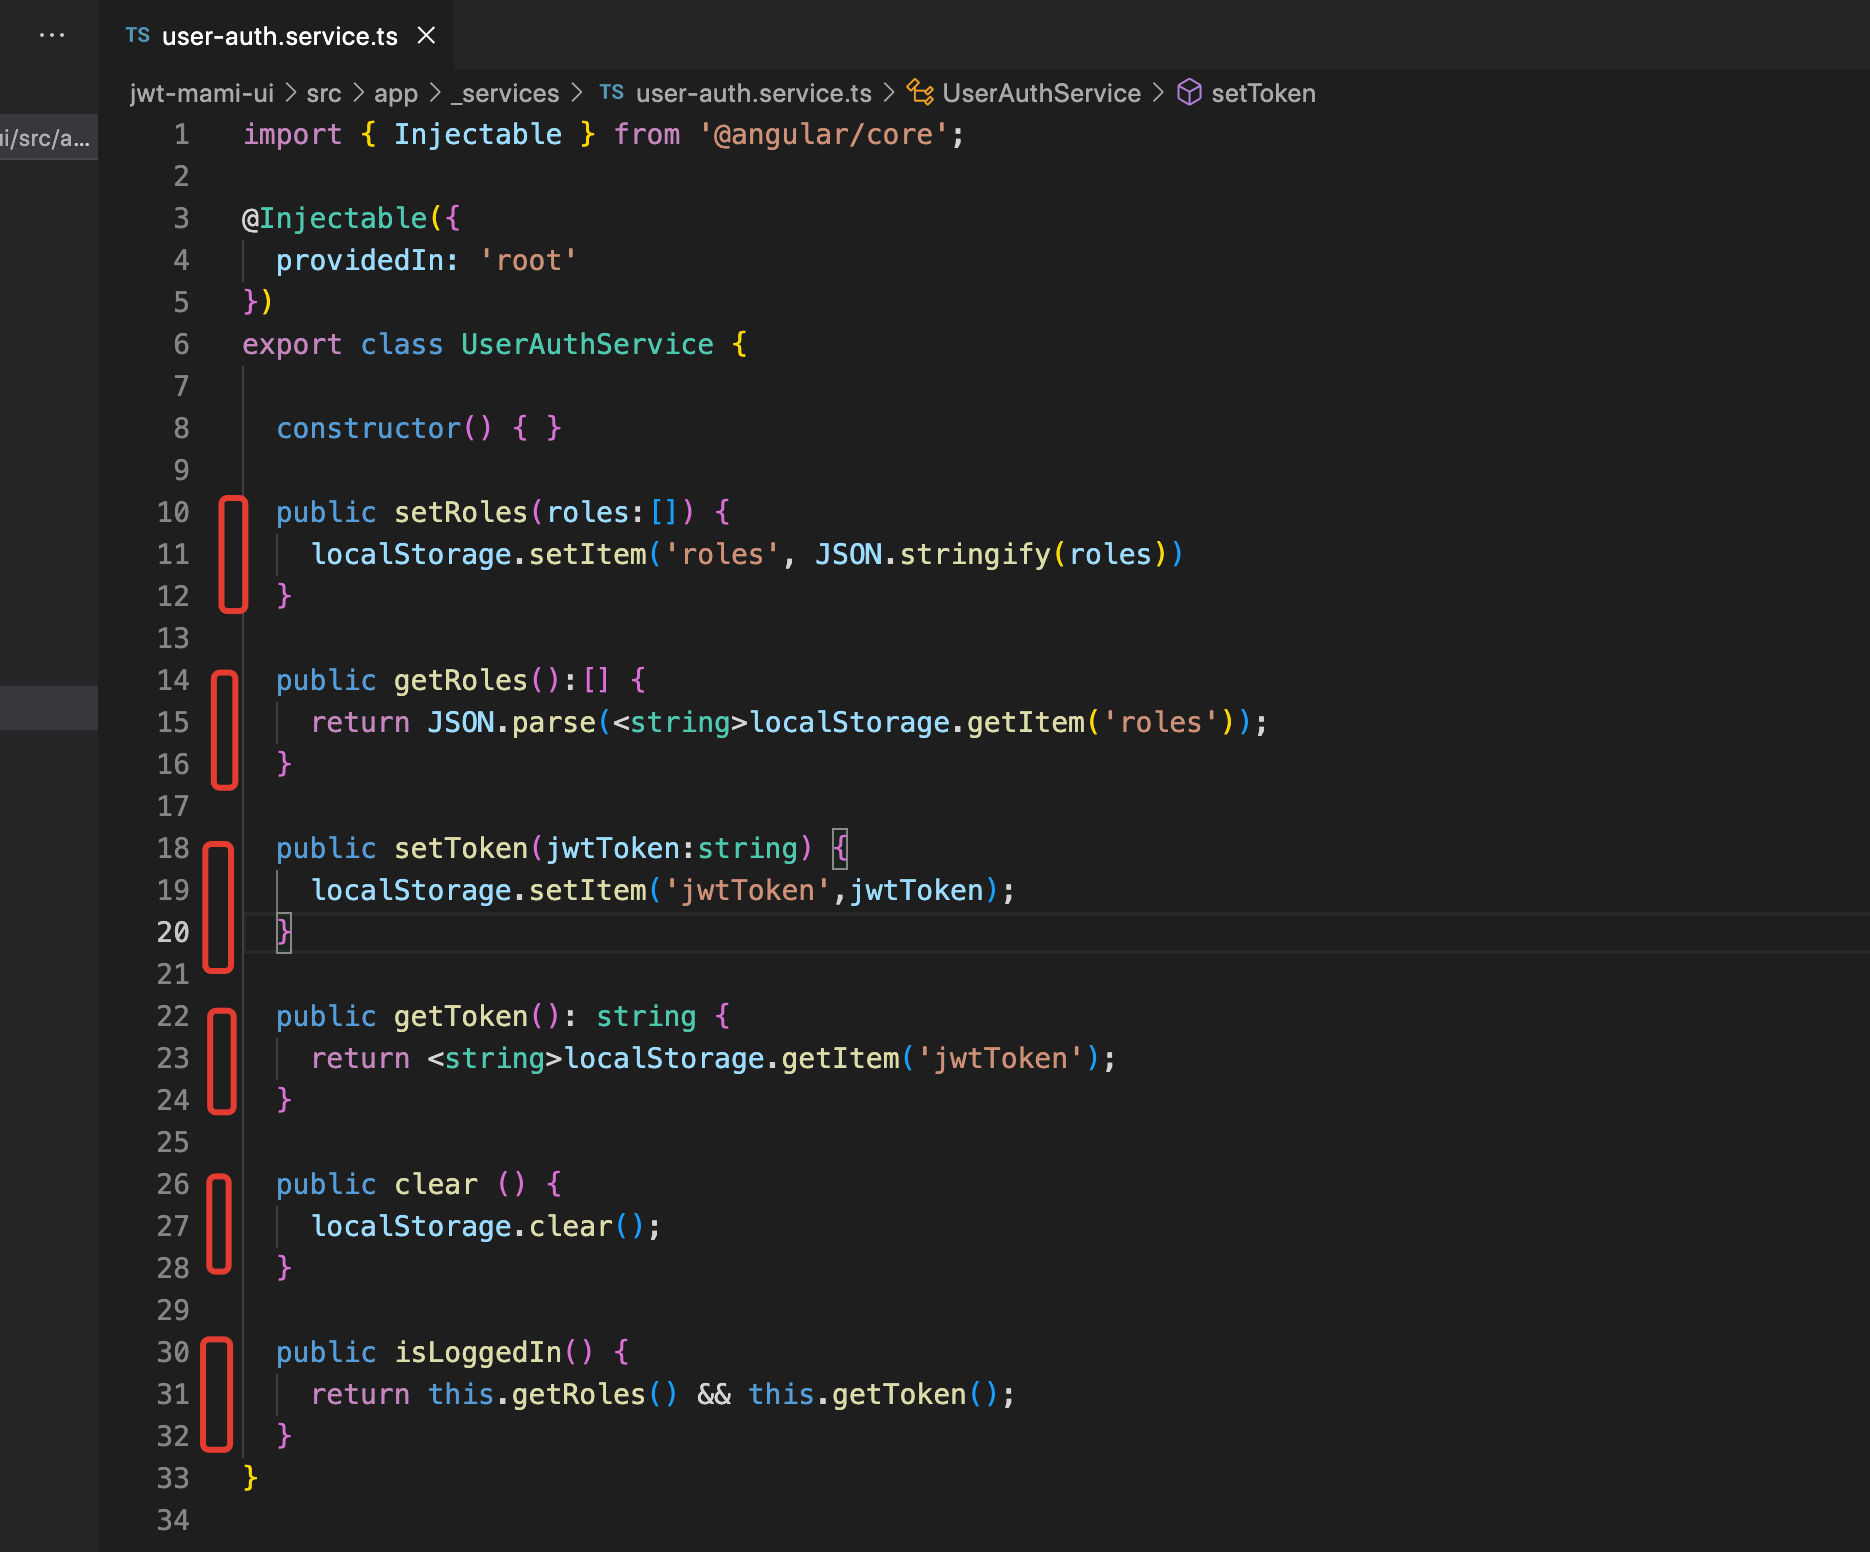 ...
TS user-auth.service.ts
jwt-mami-ui > src > app > _services > TS user-auth.service.ts > UserAuthService > setToken
ui/src/a...
1 import { Injectable } from '@angular/core';
2
3 @Injectable({
4   providedIn: 'root'
5 })
6 export class UserAuthService {
7
8   constructor() { }
9
10   public setRoles(roles:[]) {
11     localStorage.setItem('roles', JSON.stringify(roles))
12   }
13
14   public getRoles():[] {
15     return JSON.parse(<string>localStorage.getItem('roles'));
16   }
17
18   public setToken(jwtToken:string) {
19     localStorage.setItem('jwtToken',jwtToken);
20   }
21
22   public getToken(): string {
23     return <string>localStorage.getItem('jwtToken');
24   }
25
26   public clear () {
27     localStorage.clear();
28   }
29
30   public isLoggedIn() {
31     return this.getRoles() && this.getToken();
32   }
33 }
34